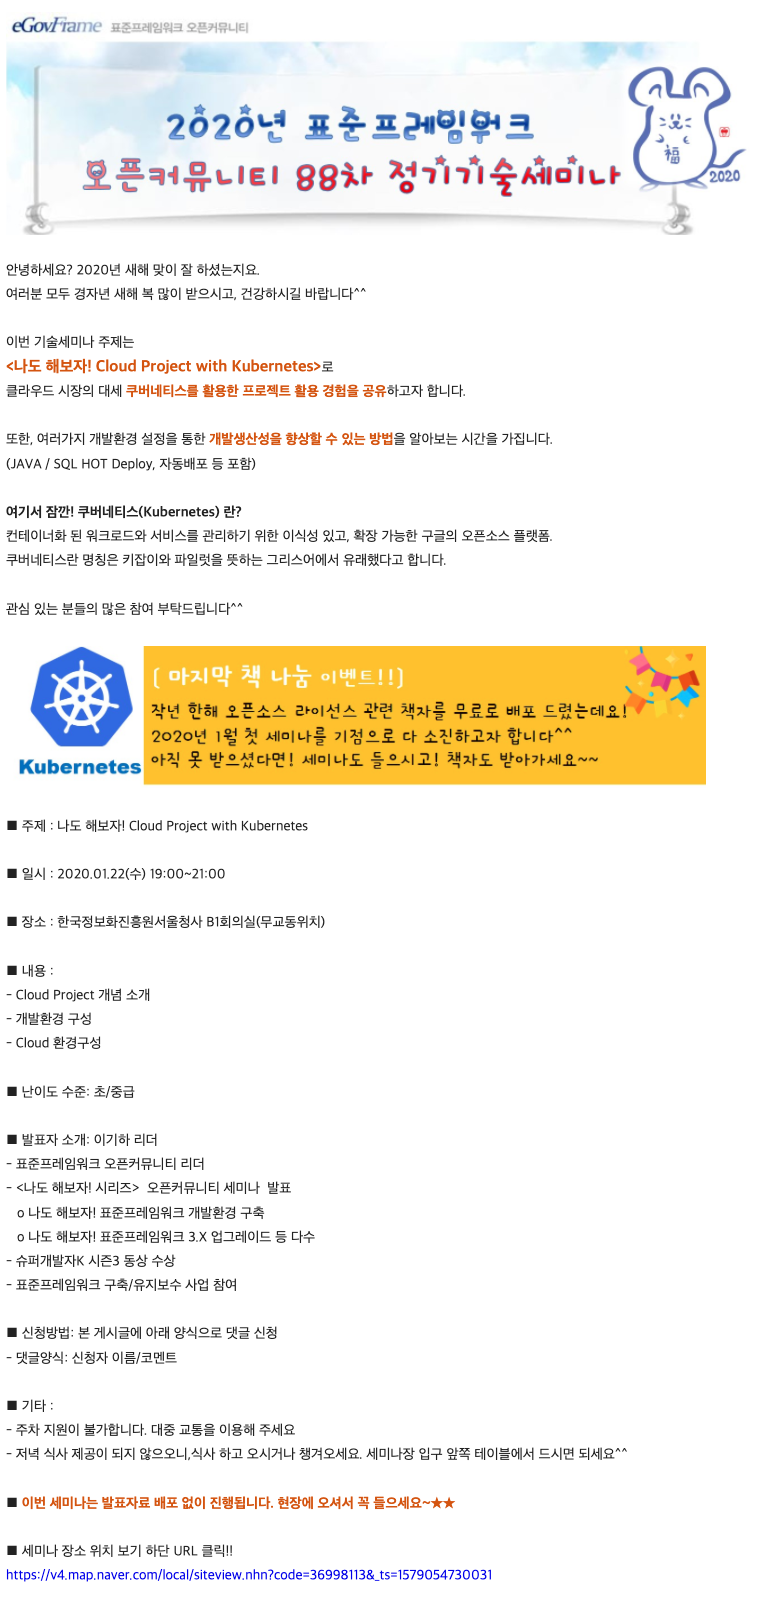 eGovFrame 표준프레임워크 오픈커뮤니티
2020년 표준프레임워크
오픈커뮤니티 88차 정기기술세미나
福
2020
안녕하세요? 2020년 새해 맞이 잘 하셨는지요.
여러분 모두 경자년 새해 복 많이 받으시고, 건강하시길 바랍니다^^
이번 기술세미나 주제는
<나도 해보자! Cloud Project with Kubernetes>로
클라우드 시장의 대세 쿠버네티스를 활용한 프로젝트 활용 경험을 공유하고자 합니다.
또한, 여러가지 개발환경 설정을 통한 개발생산성을 향상할 수 있는 방법을 알아보는 시간을 가집니다.
(JAVA / SQL HOT Deploy, 자동배포 등 포함)
여기서 잠깐! 쿠버네티스(Kubernetes) 란?
컨테이너화 된 워크로드와 서비스를 관리하기 위한 이식성 있고, 확장 가능한 구글의 오픈소스 플랫폼.
쿠버네티스란 명칭은 키잡이와 파일럿을 뜻하는 그리스어에서 유래했다고 합니다.
관심 있는 분들의 많은 참여 부탁드립니다^^
[ 마지막 책 나눔 이벤트!!]
작년 한해 오픈소스 라이선스 관련 책자를 무료로 배포 드렸는데요!
2020년 1월 첫 세미나를 기점으로 다 소진하고자 합니다^^
아직 못 받으셨다면! 세미나도 들으시고! 책자도 받아가세요~~
Kubernetes
■ 주제 : 나도 해보자! Cloud Project with Kubernetes
■ 일시 : 2020.01.22(수) 19:00~21:00
■ 장소 : 한국정보화진흥원서울청사 B1회의실(무교동위치)
■ 내용 :
- Cloud Project 개념 소개
- 개발환경 구성
- Cloud 환경구성
■ 난이도 수준: 초/중급
■ 발표자 소개: 이기하 리더
- 표준프레임워크 오픈커뮤니티 리더
- <나도 해보자! 시리즈> 오픈커뮤니티 세미나 발표
o 나도 해보자! 표준프레임워크 개발환경 구축
o 나도 해보자! 표준프레임워크 3.X 업그레이드 등 다수
- 슈퍼개발자K 시즌3 동상 수상
- 표준프레임워크 구축/유지보수 사업 참여
■ 신청방법: 본 게시글에 아래 양식으로 댓글 신청
- 댓글양식: 신청자 이름/코멘트
■ 기타 :
- 주차 지원이 불가합니다. 대중 교통을 이용해 주세요
- 저녁 식사 제공이 되지 않으오니,식사 하고 오시거나 챙겨오세요. 세미나장 입구 앞쪽 테이블에서 드시면 되세요^^
■ 이번 세미나는 발표자료 배포 없이 진행됩니다. 현장에 오셔서 꼭 들으세요~★★
■ 세미나 장소 위치 보기 하단 URL 클릭!!
https://v4.map.naver.com/local/siteview.nhn?code=36998113&_ts=1579054730031